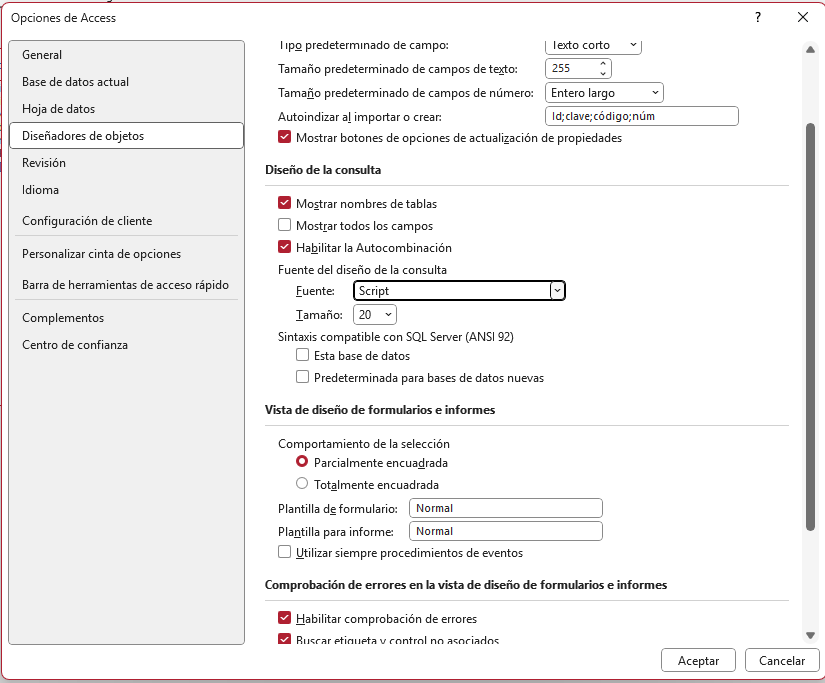 Opciones de Access
?
General
Base de datos actual
Hoja de datos
Diseñadores de objetos
Revisión
Idioma
Configuración de cliente
Personalizar cinta de opciones
Barra de herramientas de acceso rápido
Complementos
Centro de confianza
Tipo predeterminado de campo: Texto corto
Tamaño predeterminado de campos de texto: 255
Tamaño predeterminado de campos de número: Entero largo
Autoindizar al importar o crear: Id;clave;código;núm
Mostrar botones de opciones de actualización de propiedades
Diseño de la consulta
Mostrar nombres de tablas
Mostrar todos los campos
Habilitar la Autocombinación
Fuente del diseño de la consulta
Fuente: Script
Tamaño: 20
Sintaxis compatible con SQL Server (ANSI 92)
Esta base de datos
Predeterminada para bases de datos nuevas
Vista de diseño de formularios e informes
Comportamiento de la selección
Parcialmente encuadrada
Totalmente encuadrada
Plantilla de formulario: Normal
Plantilla para informe: Normal
Utilizar siempre procedimientos de eventos
Comprobación de errores en la vista de diseño de formularios e informes
Habilitar comprobación de errores
Buscar etiqueta y control no asociados
Aceptar
Cancelar